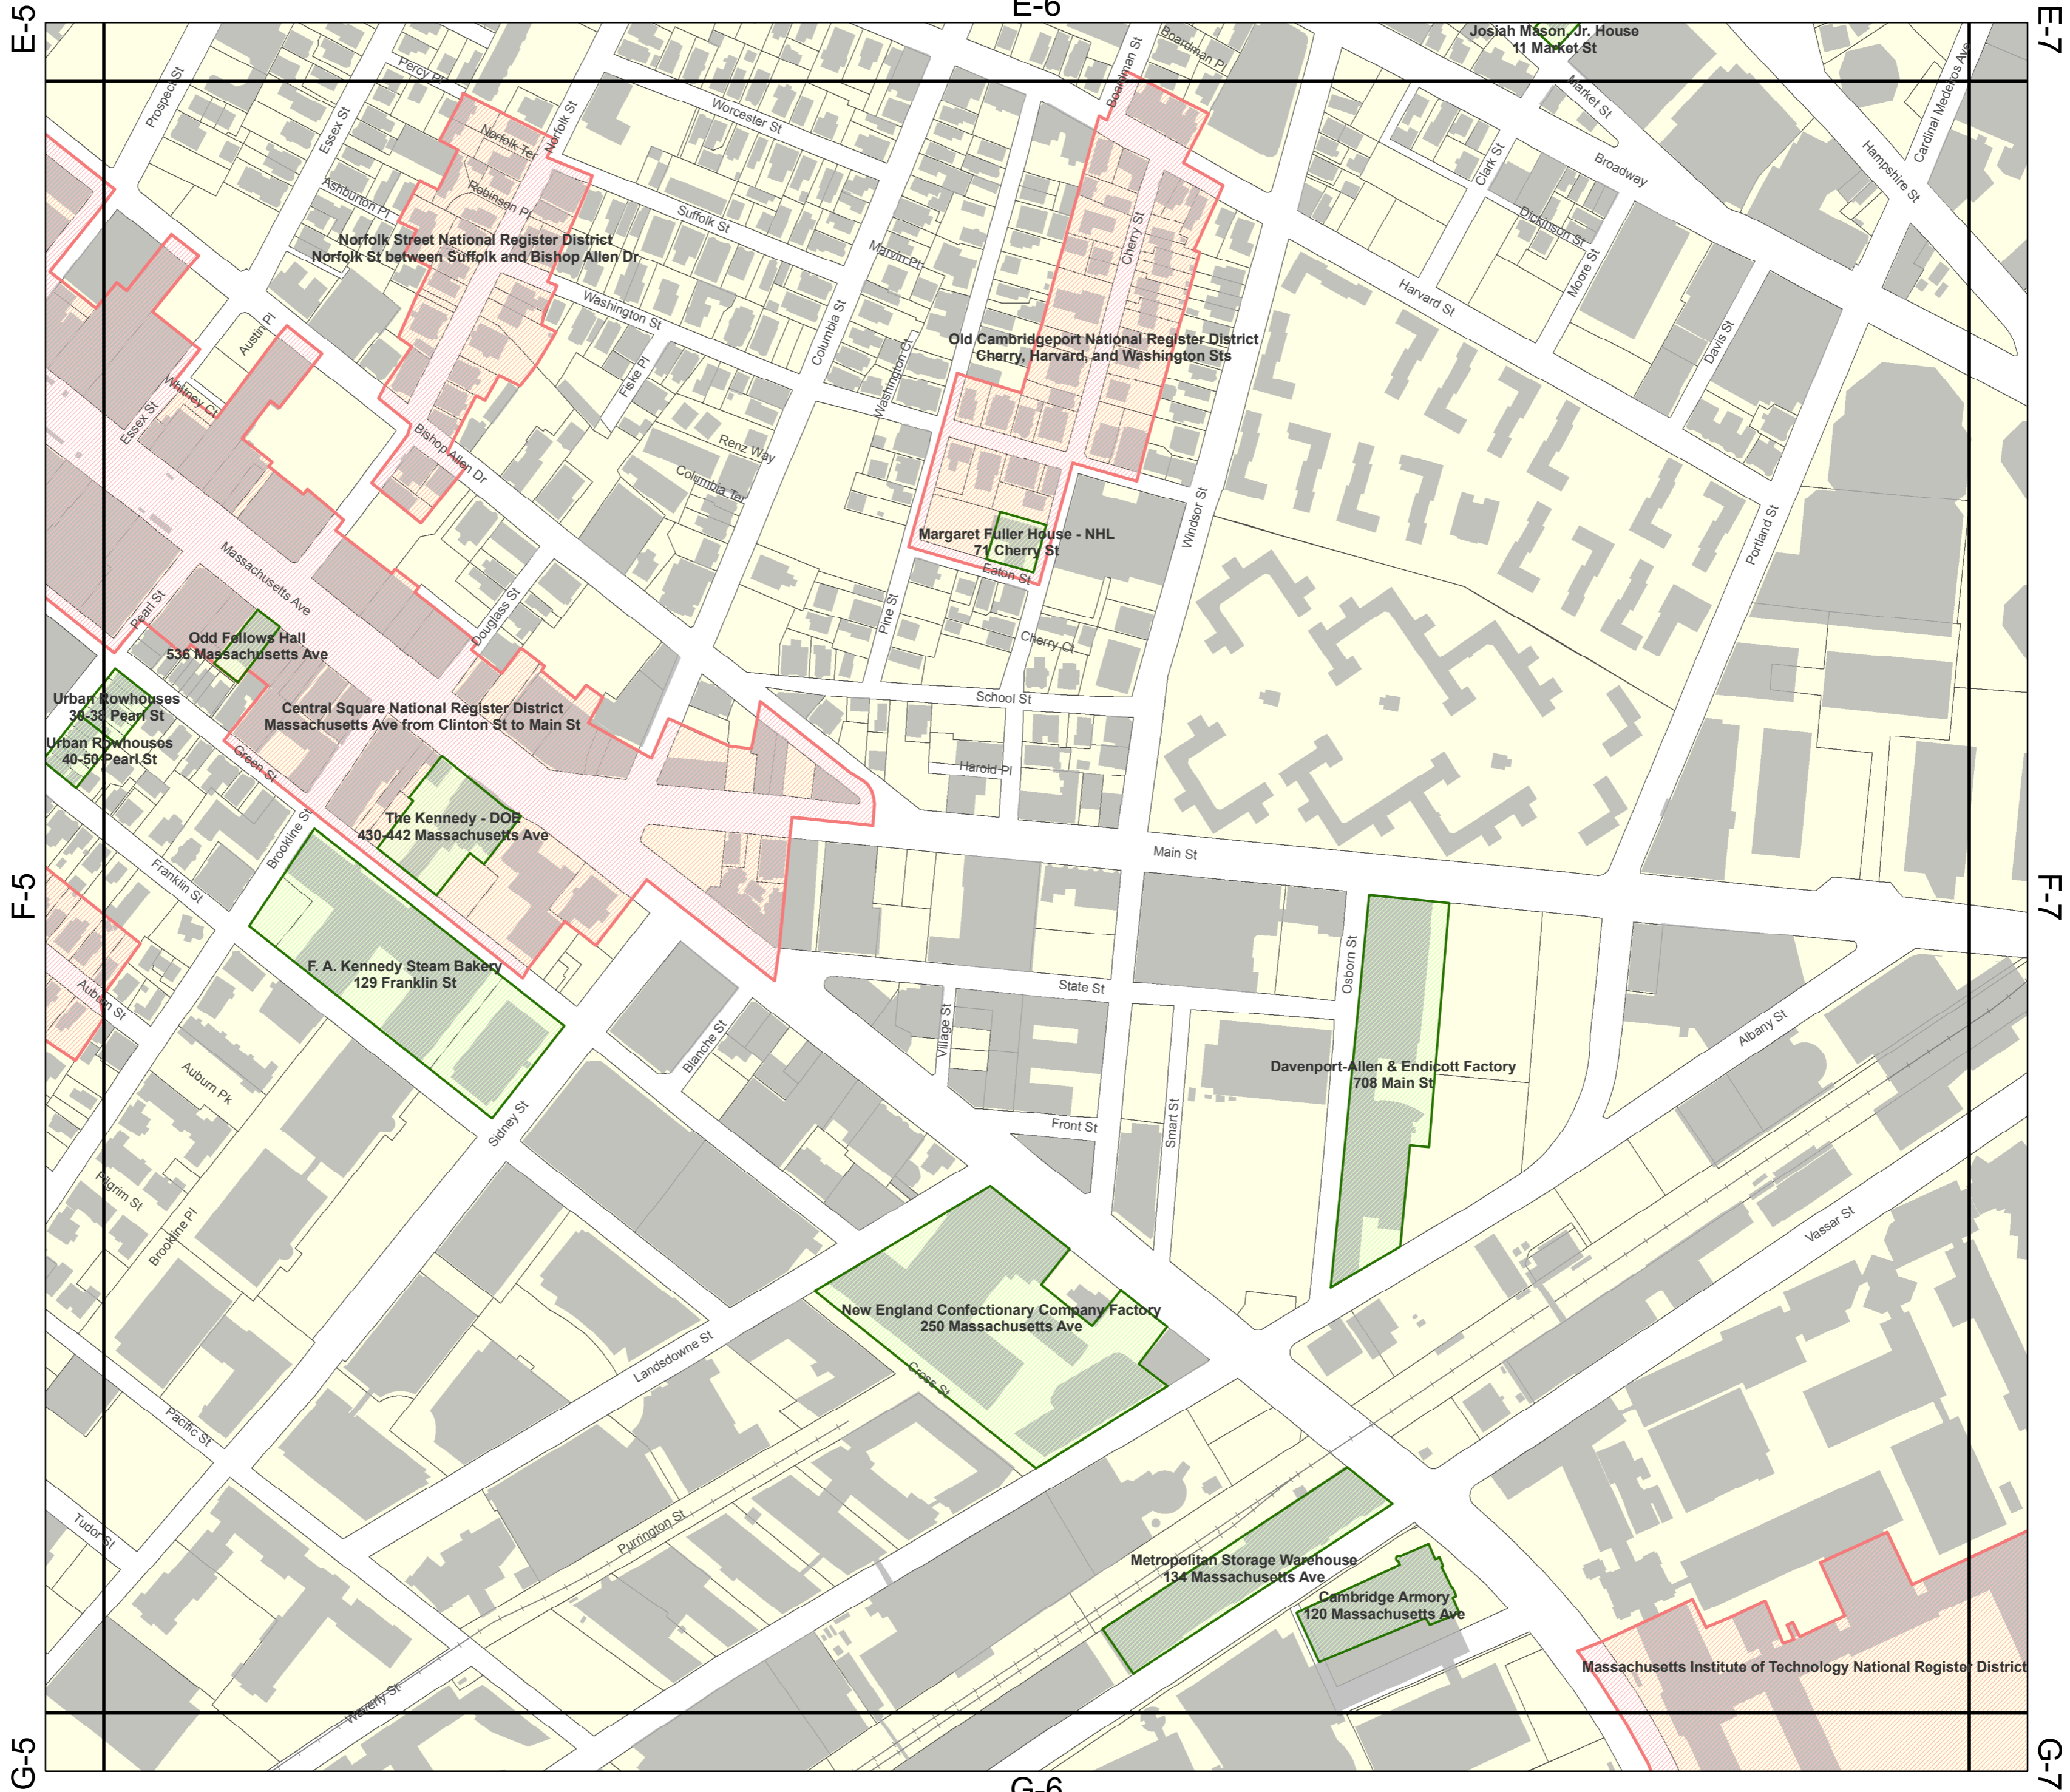 E-5
E-6
E-7
Josiah Mason, Jr. House
11 Market St
Boardman St
Boardman Pl
Prospect St
Percy Pl
Essex St
Norfolk Ter
Norfolk St
Worcester St
Market St
Cardinal Medeiros Ave
Hampshire St
Broadway
Clark St
Ashburton Pl
Robinson Pl
Suffolk St
Marvin Pl
Cherry St
Dickinson St
Moore St
Norfolk Street National Register District
Norfolk St between Suffolk and Bishop Allen Dr
Washington St
Columbia St
Harvard St
Davis St
Austin Pl
Old Cambridgeport National Register District
Cherry, Harvard, and Washington Sts
Whitney Ct
Essex St
Fiske Pl
Washington Ct
Bishop Allen Dr
Renz Way
Columbia Ter
Windsor St
Portland St
Margaret Fuller House - NHL
71 Cherry St
Eaton St
Massachusetts Ave
Pearl St
Douglass St
Pine St
Cherry Ct
Odd Fellows Hall
536 Massachusetts Ave
Urban Rowhouses
30-38 Pearl St
School St
Central Square National Register District
Massachusetts Ave from Clinton St to Main St
Urban Rowhouses
40-50 Pearl St
Green St
Harold Pl
The Kennedy - DOE
430-442 Massachusetts Ave
Brookline St
Main St
Franklin St
F-5
F-7
F. A. Kennedy Steam Bakery
129 Franklin St
Osborn St
State St
Auburn St
Village St
Blanche St
Albany St
Davenport-Allen & Endicott Factory
708 Main St
Auburn Pk
Sidney St
Front St
Smart St
Pilgrim St
Brookline Pl
Vassar St
New England Confectionary Company Factory
250 Massachusetts Ave
Landsdowne St
Cross St
Pacific St
Tudor St
Purrington St
Metropolitan Storage Warehouse
134 Massachusetts Ave
Cambridge Armory
120 Massachusetts Ave
Massachusetts Institute of Technology National Register District
Waverly St
G-5
G-6
G-7